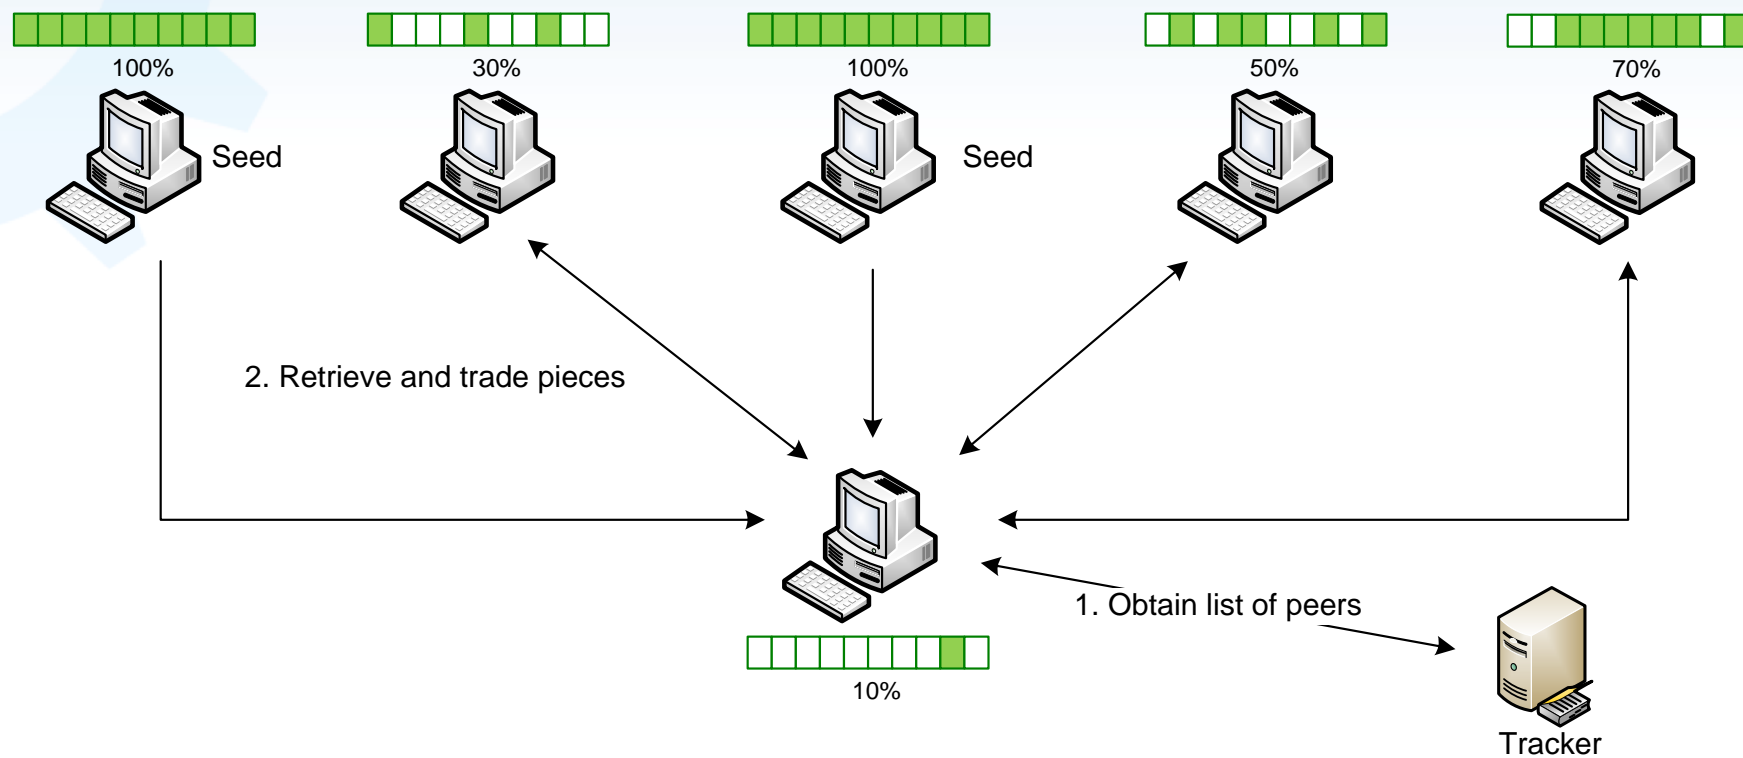 100%
30%
100%
50%
70%
Seed
Seed
2. Retrieve and trade pieces
1. Obtain list of peers
10%
Tracker